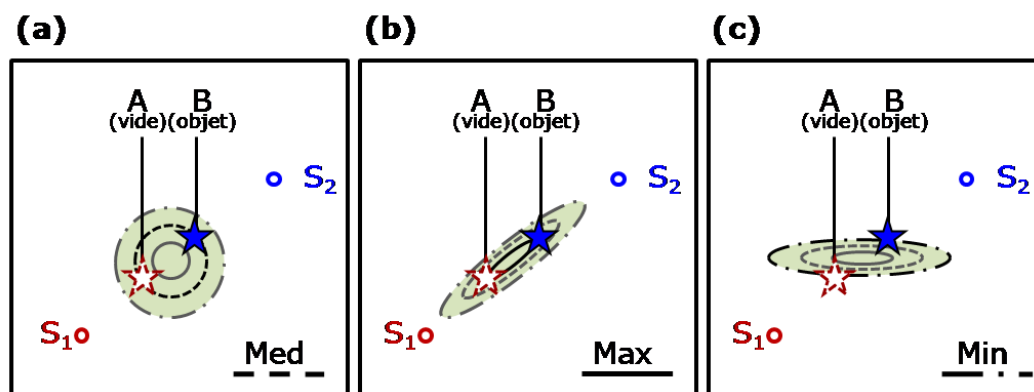 (a)
A B
(vide)(objet)
S2
S1
Med
(b)
A B
(vide)(objet)
S2
S1
Max
(c)
A B
(vide)(objet)
S2
S1
Min